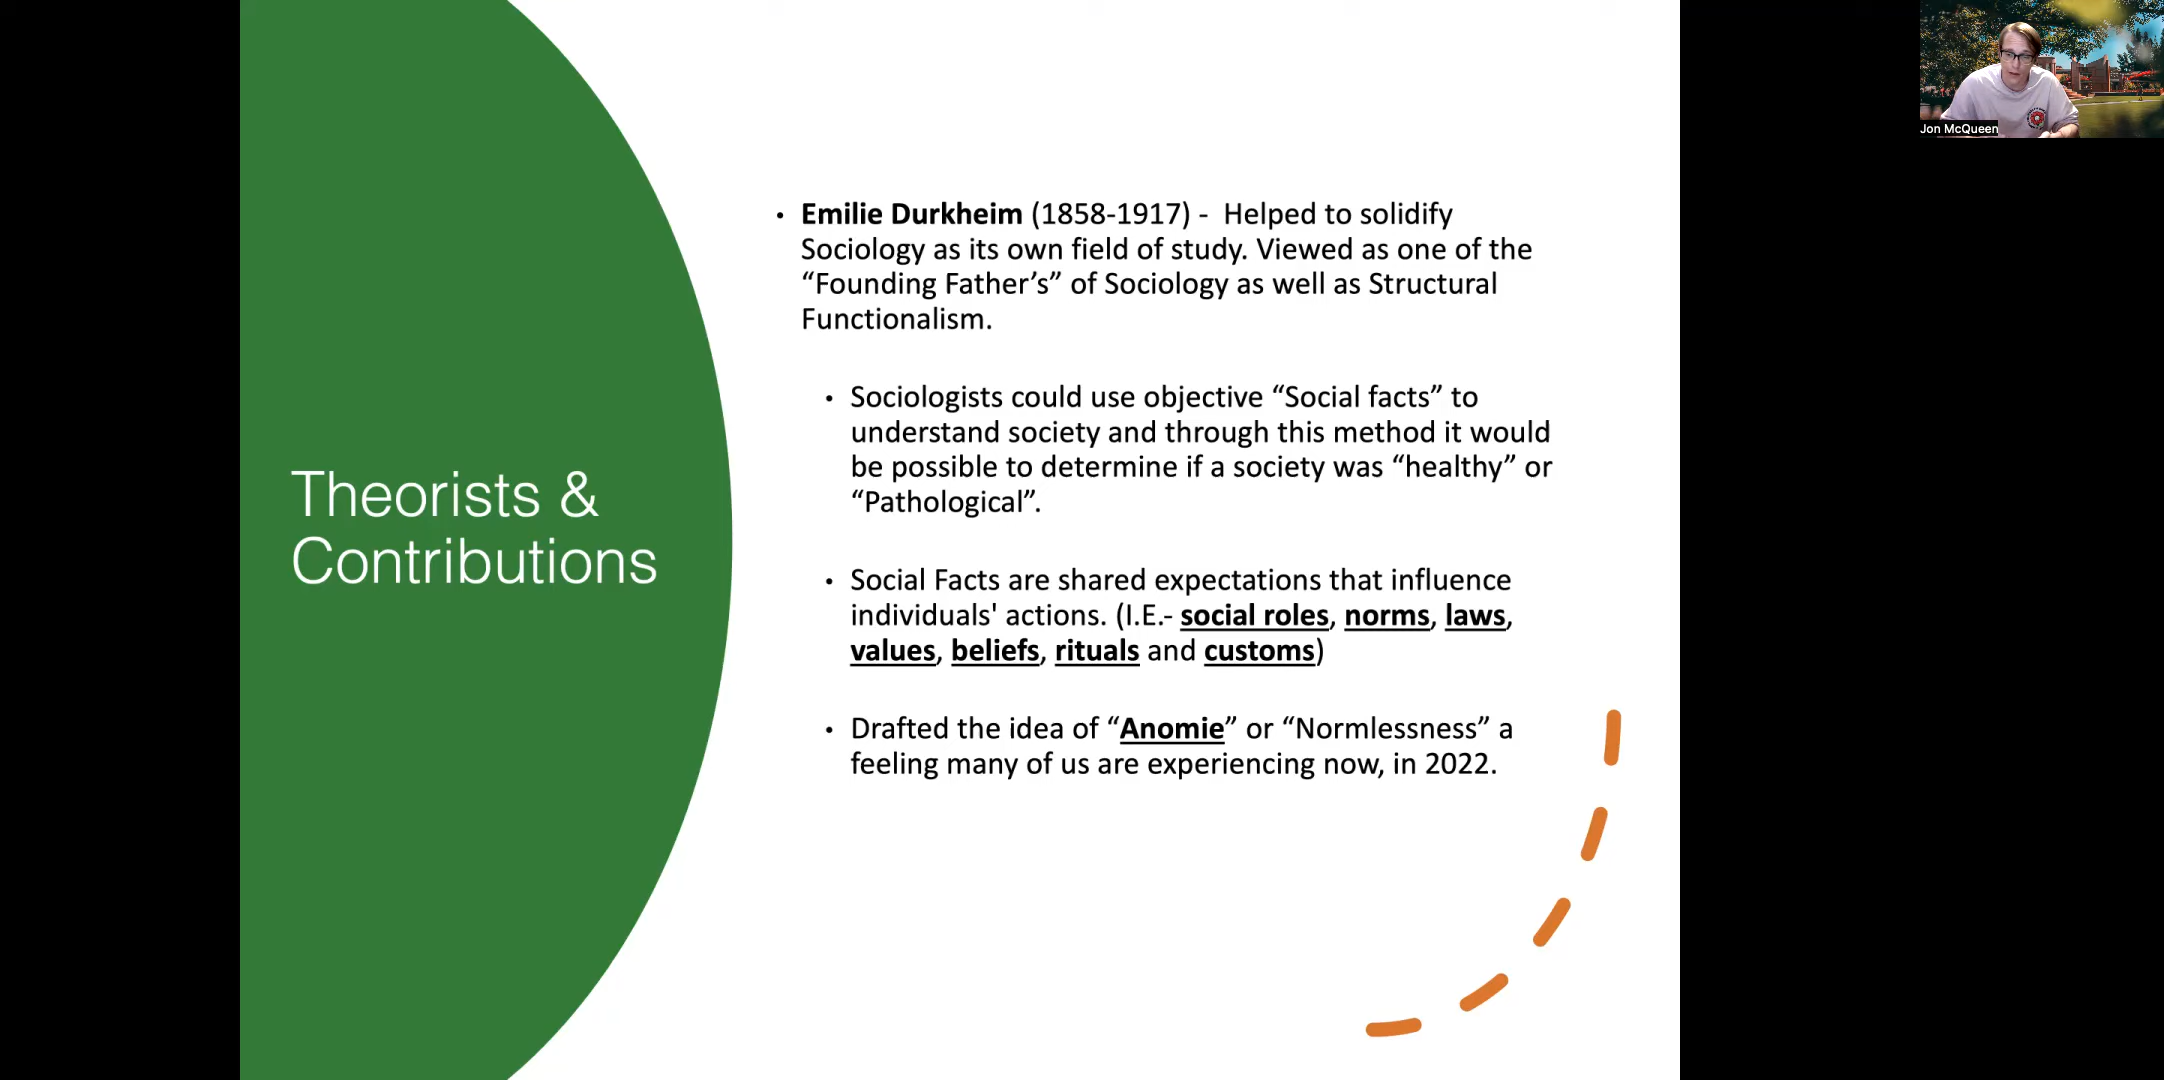 Jon McQueen
Theorists &
Contributions
• Emilie Durkheim (1858-1917) -  Helped to solidify
Sociology as its own field of study. Viewed as one of the
“Founding Father’s” of Sociology as well as Structural
Functionalism.
• Sociologists could use objective “Social facts” to
understand society and through this method it would
be possible to determine if a society was “healthy” or
“Pathological”.
• Social Facts are shared expectations that influence
individuals' actions. (I.E.- social roles, norms, laws,
values, beliefs, rituals and customs)
• Drafted the idea of “Anomie” or “Normlessness” a
feeling many of us are experiencing now, in 2022.